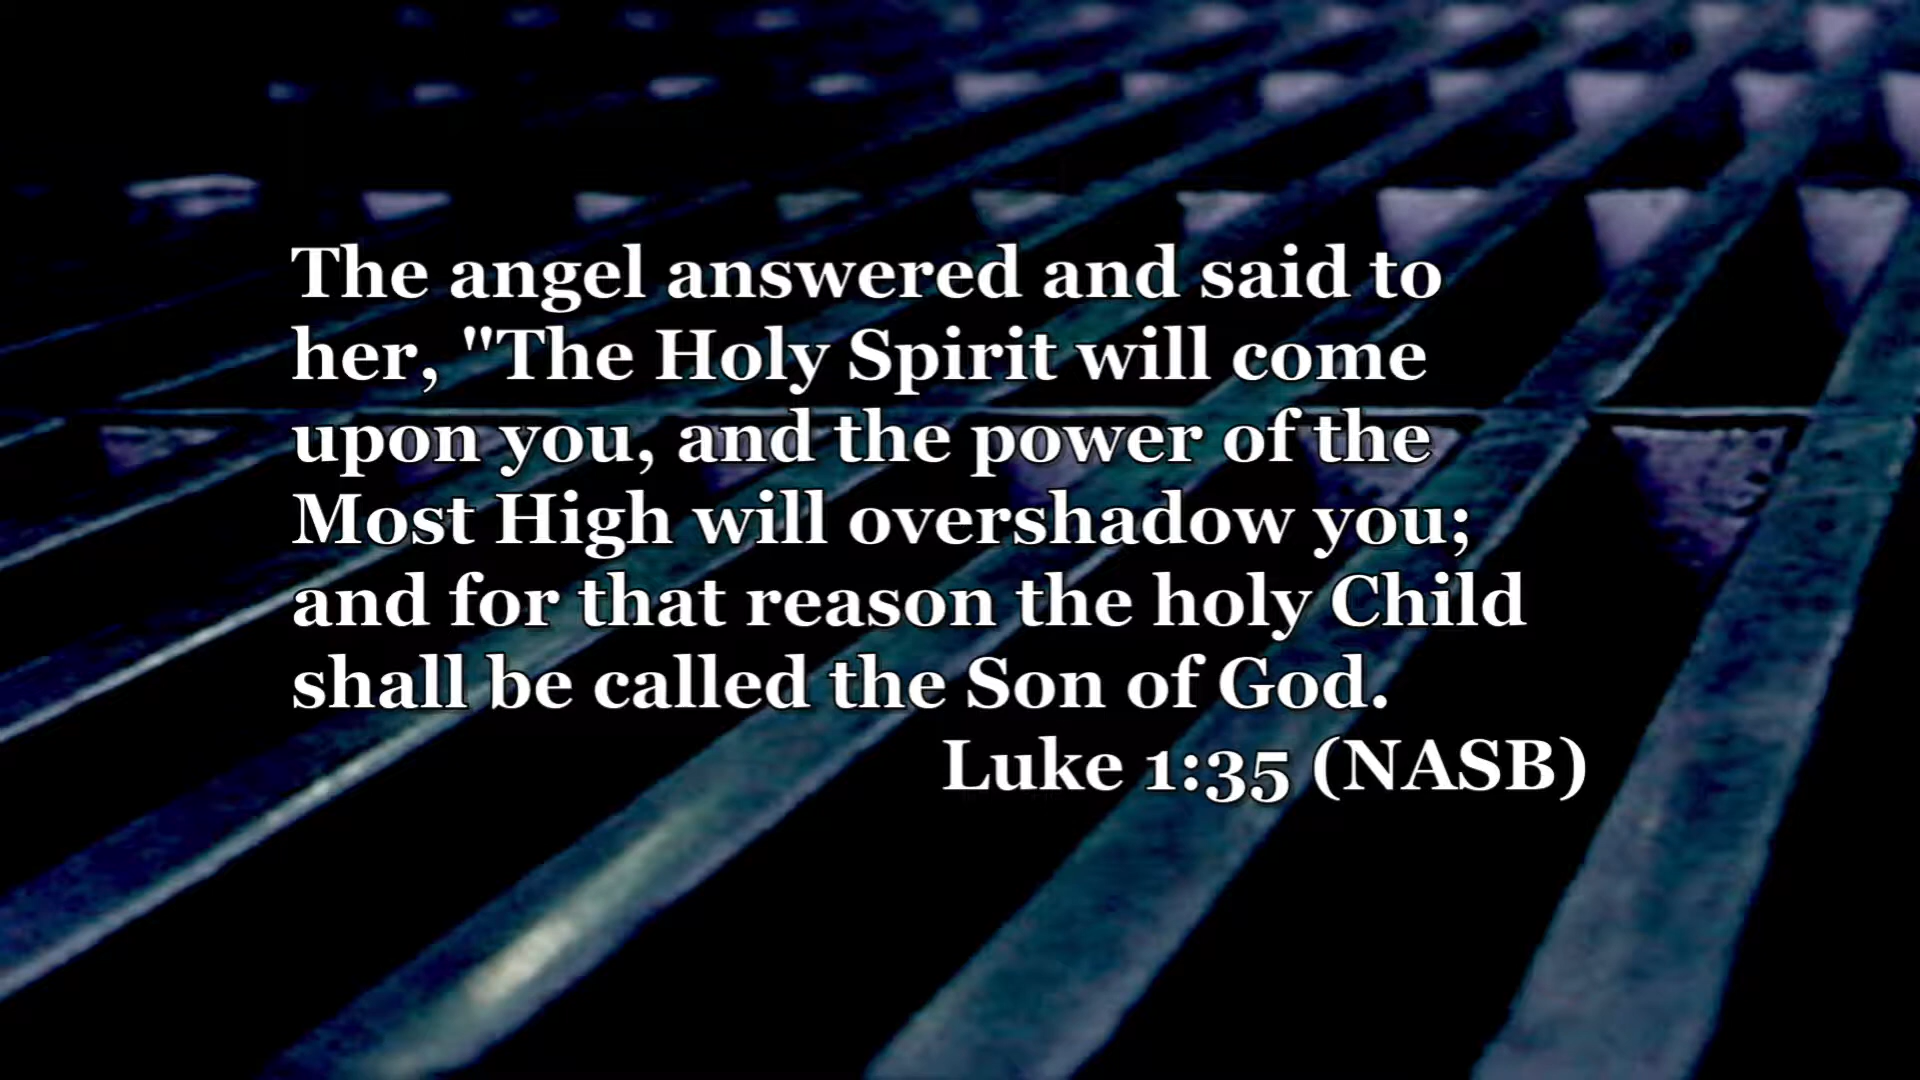 The angel answered and said to
her, "The Holy Spirit will come
upon you, and the power of the
Most High will overshadow you;
and for that reason the holy Child
shall be called the Son of God.
Luke 1:35 (NASB)